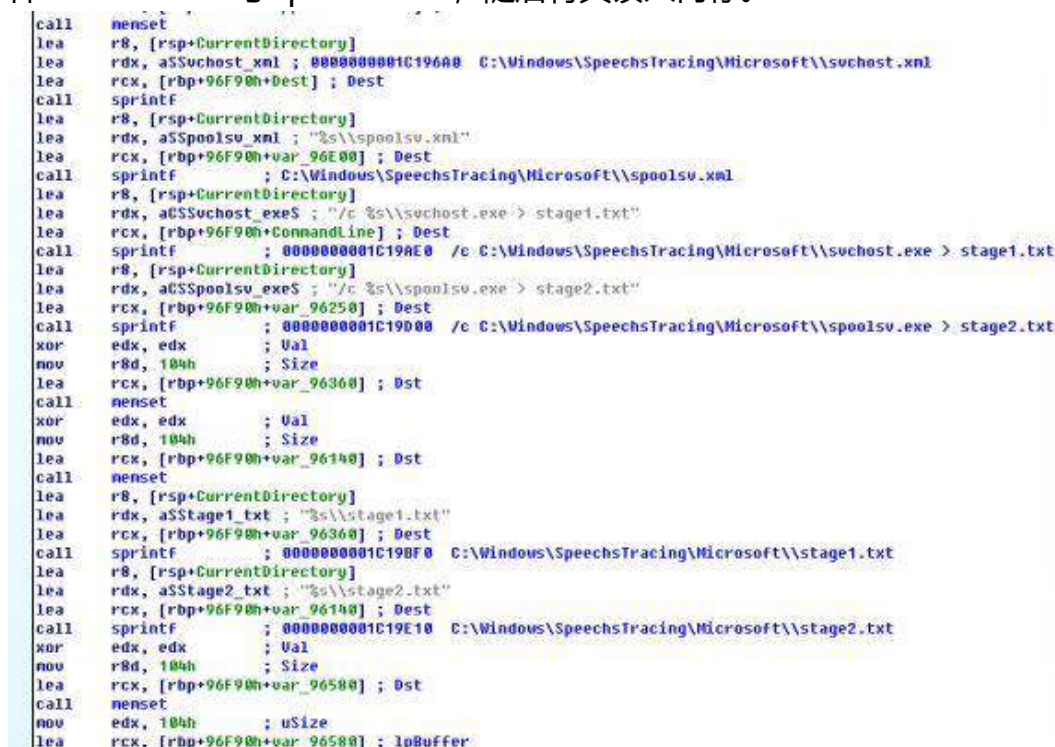 call memset
lea r8, [rsp+CurrentDirectory]
lea rdx, aSSvchost_xml ; 0000000001C196A0 C:\Windows\SpeechsTracing\Microsoft\\svchost.xml
lea rcx, [rbp+96F90h+Dest] ; Dest
call sprintf
lea r8, [rsp+CurrentDirectory]
lea rdx, aSSpoolsv_xml ; "%s\\spoolsv.xml"
lea rcx, [rbp+96F90h+var_96E00] ; Dest
call sprintf ; C:\Windows\SpeechsTracing\Microsoft\\spoolsv.xml
lea r8, [rsp+CurrentDirectory]
lea rdx, aCSSvchost_exeS ; "/c %s\\svchost.exe > stage1.txt"
lea rcx, [rbp+96F90h+CommandLine] ; Dest
call sprintf ; 0000000001C19AE0 /c C:\Windows\SpeechsTracing\Microsoft\\svchost.exe > stage1.txt
lea r8, [rsp+CurrentDirectory]
lea rdx, aCSSpoolsv_exeS ; "/c %s\\spoolsv.exe > stage2.txt"
lea rcx, [rbp+96F90h+var_96250] ; Dest
call sprintf ; 0000000001C19D00 /c C:\Windows\SpeechsTracing\Microsoft\\spoolsv.exe > stage2.txt
xor edx, edx ; Val
mov r8d, 104h ; Size
lea rcx, [rbp+96F90h+var_96360] ; Dst
call memset
xor edx, edx ; Val
mov r8d, 104h ; Size
lea rcx, [rbp+96F90h+var_96140] ; Dst
call memset
lea r8, [rsp+CurrentDirectory]
lea rdx, aSStage1_txt ; "%s\\stage1.txt"
lea rcx, [rbp+96F90h+var_96360] ; Dest
call sprintf ; 0000000001C19BF0 C:\Windows\SpeechsTracing\Microsoft\\stage1.txt
lea r8, [rsp+CurrentDirectory]
lea rdx, aSStage2_txt ; "%s\\stage2.txt"
lea rcx, [rbp+96F90h+var_96140] ; Dest
call sprintf ; 0000000001C19E10 C:\Windows\SpeechsTracing\Microsoft\\stage2.txt
xor edx, edx ; Val
mov r8d, 104h ; Size
lea rcx, [rbp+96F90h+var_96580] ; Dst
call memset
mov edx, 104h ; uSize
lea rcx, [rbp+96F90h+var_96580] ; lpBuffer